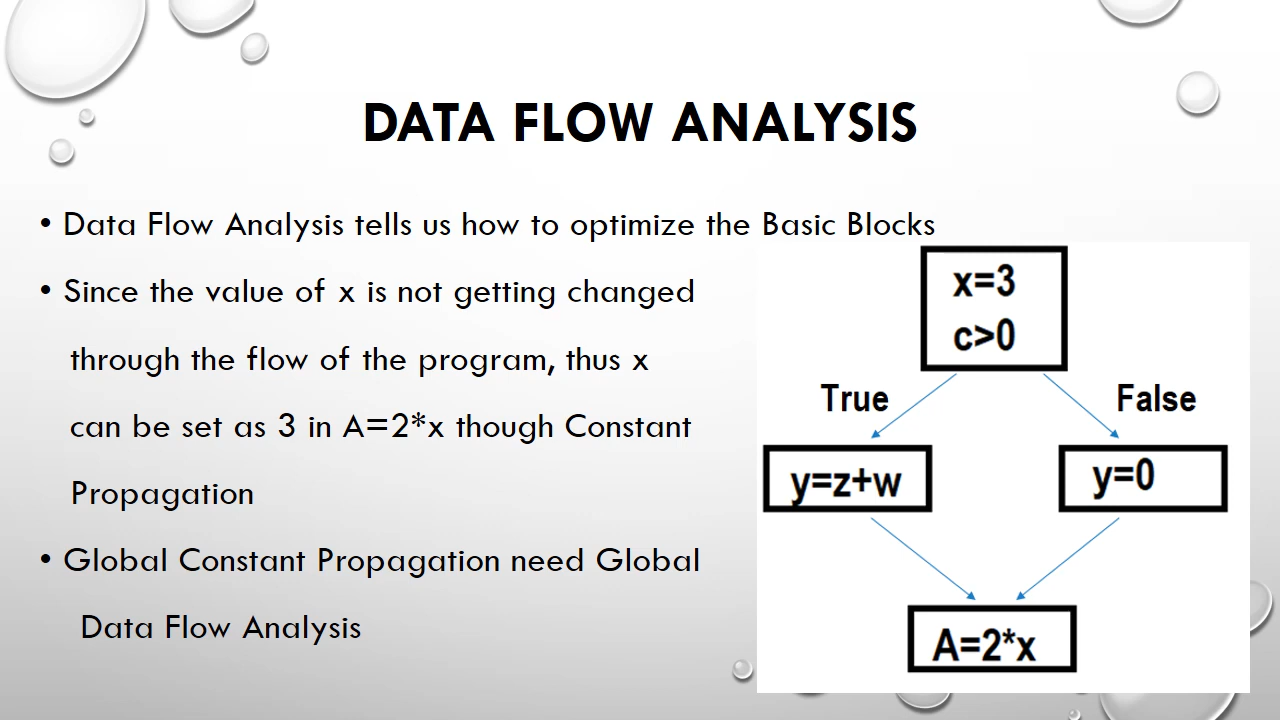 DATA FLOW ANALYSIS
• Data Flow Analysis tells us how to optimize the Basic Blocks
• Since the value of x is not getting changed
through the flow of the program, thus x
can be set as 3 in A=2*x though Constant
Propagation
• Global Constant Propagation need Global
Data Flow Analysis
x=3
c>0
True
False
y=z+w
y=0
A=2*x